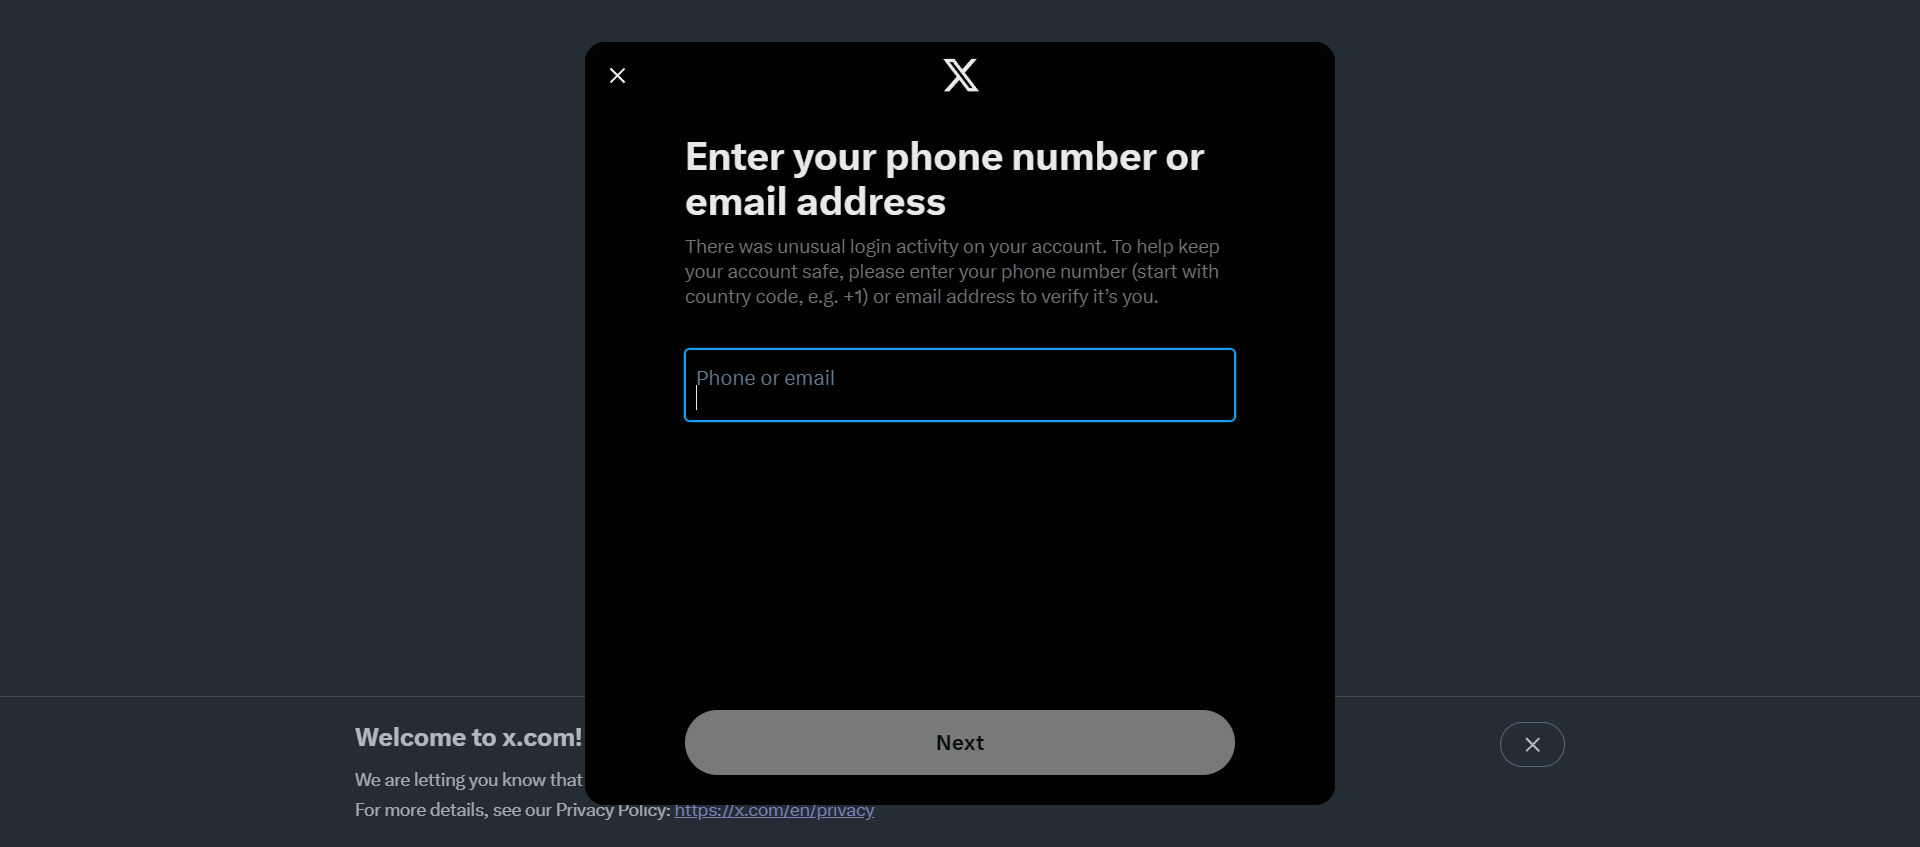 Enter your phone number or
email address
There was unusual login activity on your account. To help keep
your account safe, please enter your phone number (start with
country code, e.g. +1) or email address to verify it’s you.
Phone or email
Next
Welcome to x.com!
We are letting you know that
For more details, see our Privacy Policy: https://x.com/en/privacy